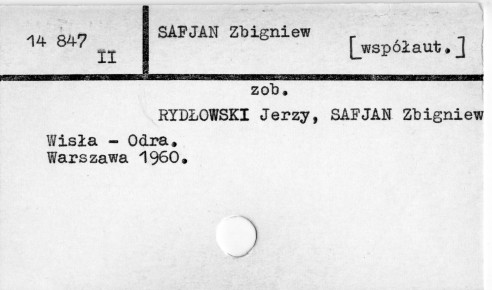 14 847
II
SAFJAN Zbigniew
[współaut.]
zob.
RYDŁOWSKI Jerzy, SAFJAN Zbigniew
Wisła - Odra.
Warszawa 1960.